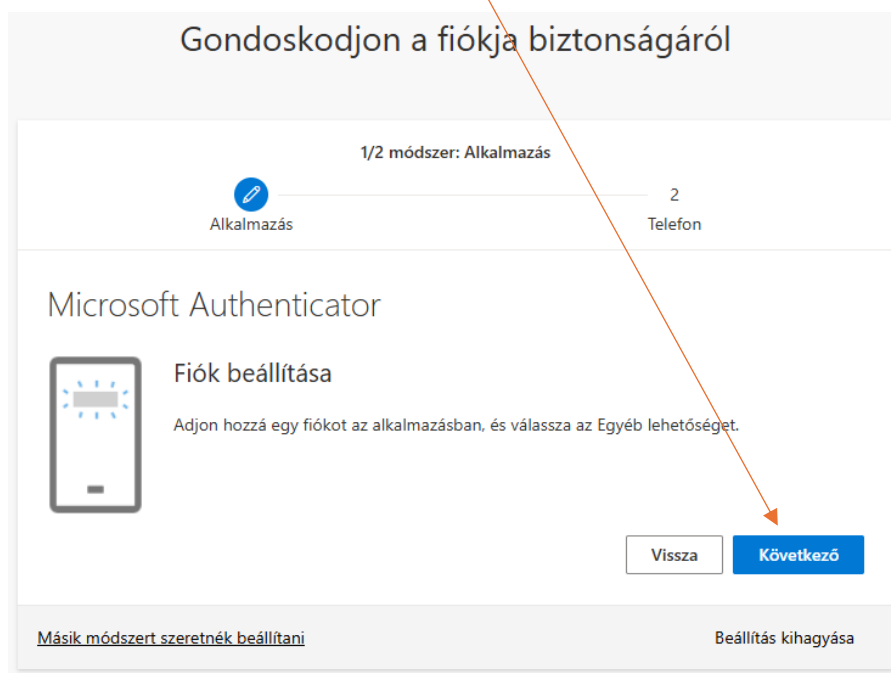 Gondoskodjon a fiókja biztonságáról
1/2 módszer: Alkalmazás
2
Alkalmazás
Telefon
Microsoft Authenticator
Fiók beállítása
Adjon hozzá egy fiókot az alkalmazásban, és válassza az Egyéb lehetőséget.
Vissza
Következő
Másik módszert szeretnék beállítani
Beállítás kihagyása